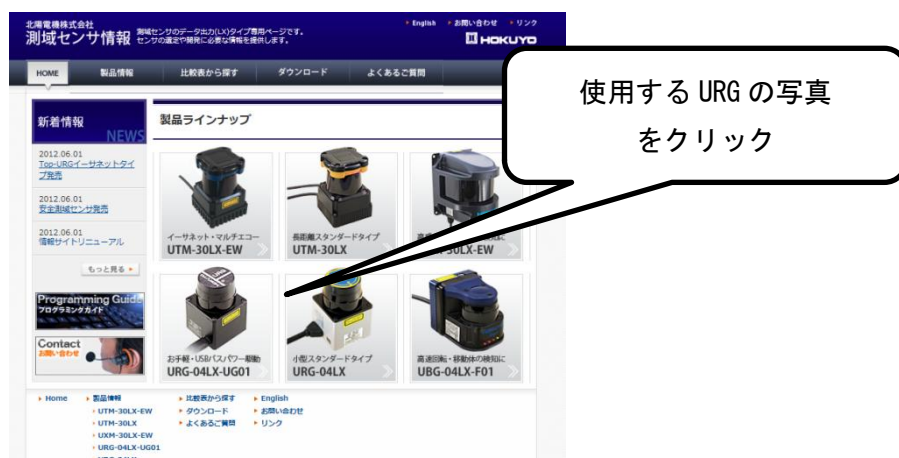 北陽電機株式会社
測域センサ情報
測域センサのデータ出力(LX)タイプ専用ページです。
センサの選定や開発に必要な情報を提供します。
English お問い合わせ リンク
HOKUYO
HOME 製品情報 比較表から探す ダウンロード よくあるご質問
使用する URG の写真
をクリック
新着情報
NEWS
2012.06.01
Top-URGイーサネットタイ
プ発売
2012.06.01
安全測域センサ発売
2012.06.01
情報サイトリニューアル
もっと見る
Programming Guide
プログラミングガイド
Contact
お問い合わせ
製品ラインナップ
イーサネット・マルチエコー
UTM-30LX-EW
長距離スタンダードタイプ
UTM-30LX
30LX-EW
お手軽・USBバスパワー駆動
URG-04LX-UG01
小型スタンダードタイプ
URG-04LX
高速回転・移動体の検知に
UBG-04LX-F01
Home 製品情報 比較表から探す English
UTM-30LX-EW ダウンロード お問い合わせ
UTM-30LX よくあるご質問 リンク
UXM-30LX-EW
URG-04LX-UG01